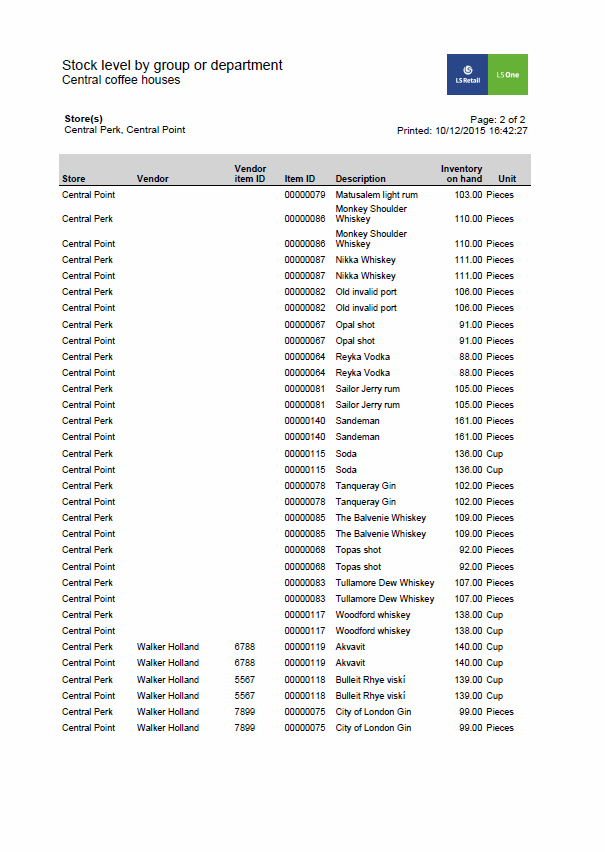 Stock level by group or department
Central coffee houses
LS Retail
LS One
Store(s)
Central Perk, Central Point
Page: 2 of 2
Printed: 10/12/2015 16:42:27
Store Vendor Vendor item ID Item ID Description Inventory on hand Unit
Central Point 00000079 Matusalem light rum 103.00 Pieces
Central Perk 00000086 Monkey Shoulder Whiskey 110.00 Pieces
Central Point 00000086 Monkey Shoulder Whiskey 110.00 Pieces
Central Perk 00000087 Nikka Whiskey 111.00 Pieces
Central Point 00000087 Nikka Whiskey 111.00 Pieces
Central Perk 00000082 Old invalid port 106.00 Pieces
Central Point 00000082 Old invalid port 106.00 Pieces
Central Perk 00000067 Opal shot 91.00 Pieces
Central Point 00000067 Opal shot 91.00 Pieces
Central Perk 00000064 Reyka Vodka 88.00 Pieces
Central Point 00000064 Reyka Vodka 88.00 Pieces
Central Perk 00000081 Sailor Jerry rum 105.00 Pieces
Central Point 00000081 Sailor Jerry rum 105.00 Pieces
Central Perk 00000140 Sandeman 161.00 Pieces
Central Point 00000140 Sandeman 161.00 Pieces
Central Perk 00000115 Soda 136.00 Cup
Central Point 00000115 Soda 136.00 Cup
Central Perk 00000078 Tanqueray Gin 102.00 Pieces
Central Point 00000078 Tanqueray Gin 102.00 Pieces
Central Perk 00000085 The Balvenie Whiskey 109.00 Pieces
Central Point 00000085 The Balvenie Whiskey 109.00 Pieces
Central Perk 00000068 Topas shot 92.00 Pieces
Central Point 00000068 Topas shot 92.00 Pieces
Central Perk 00000083 Tullamore Dew Whiskey 107.00 Pieces
Central Point 00000083 Tullamore Dew Whiskey 107.00 Pieces
Central Perk 00000117 Woodford whiskey 138.00 Cup
Central Point 00000117 Woodford whiskey 138.00 Cup
Central Perk Walker Holland 6788 00000119 Akvavit 140.00 Cup
Central Point Walker Holland 6788 00000119 Akvavit 140.00 Cup
Central Perk Walker Holland 5567 00000118 Bulleit Rhye viskí 139.00 Cup
Central Point Walker Holland 5567 00000118 Bulleit Rhye viskí 139.00 Cup
Central Perk Walker Holland 7899 00000075 City of London Gin 99.00 Pieces
Central Point Walker Holland 7899 00000075 City of London Gin 99.00 Pieces